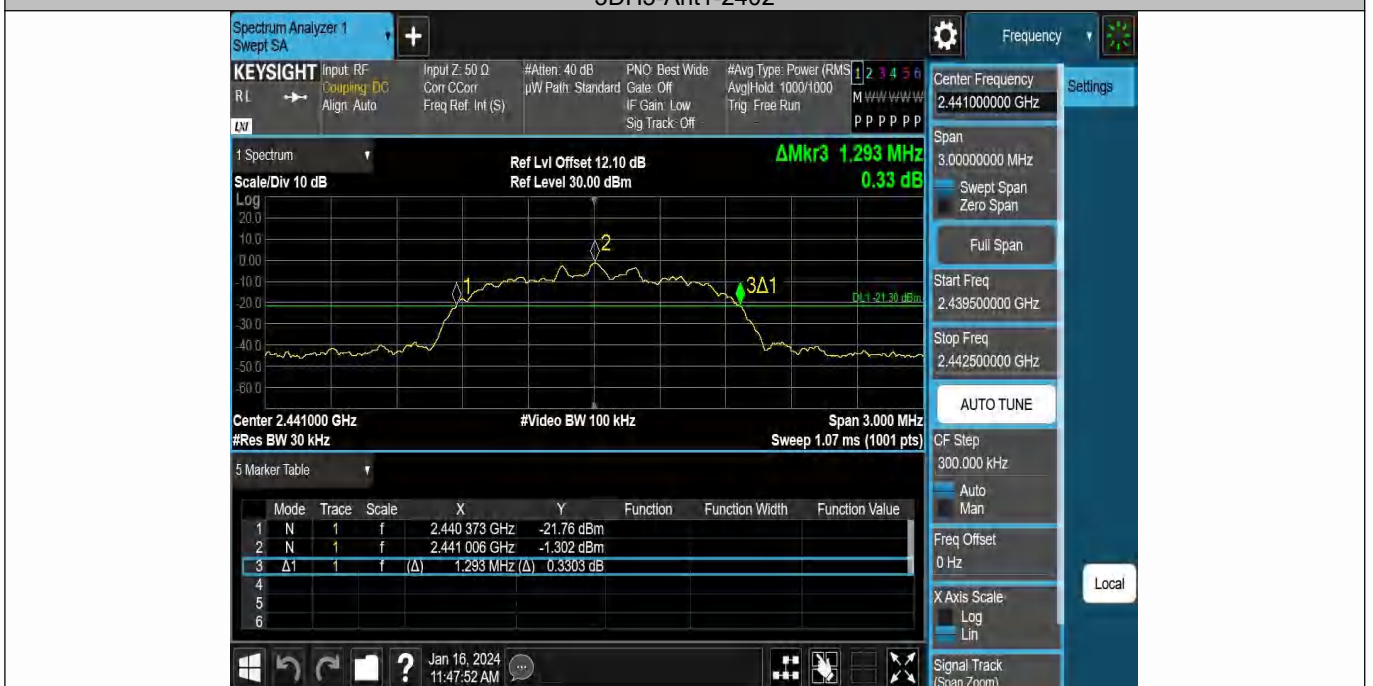 3DH5-Ant1-2402
Spectrum Analyzer 1
Swept SA
+
Frequency
KEYSIGHT
RL
LXI
Input: RF
Coupling: DC
Align: Auto
Input Z: 50 Ω
Corr CCorr
Freq Ref: Int (S)
#Atten: 40 dB
µW Path: Standard
PNO: Best Wide
Gate: Off
IF Gain: Low
Sig Track: Off
#Avg Type: Power (RMS
Avg|Hold: 1000/1000
Trig: Free Run
1 2 3 4 5 6
M W W W W W
P P P P P P
Center Frequency
2.441000000 GHz
Settings
1 Spectrum
Scale/Div 10 dB
Ref Lvl Offset 12.10 dB
Ref Level 30.00 dBm
ΔMkr3 1.293 MHz
0.33 dB
Log
20.0
10.0
0.00
-10.0
-20.0
-30.0
-40.0
-50.0
-60.0
1
2
3Δ1
DL1 -21.30 dBm
Center 2.441000 GHz
#Res BW 30 kHz
#Video BW 100 kHz
Span 3.000 MHz
Sweep 1.07 ms (1001 pts)
Span
3.00000000 MHz
Swept Span
Zero Span
Full Span
Start Freq
2.439500000 GHz
Stop Freq
2.442500000 GHz
AUTO TUNE
CF Step
300.000 kHz
Auto
Man
Freq Offset
0 Hz
X Axis Scale
Log
Lin
Signal Track
(Span Zoom)
Local
5 Marker Table
Mode Trace Scale X Y Function Function Width Function Value
1 N 1 f 2.440 373 GHz -21.76 dBm
2 N 1 f 2.441 006 GHz -1.302 dBm
3 Δ1 1 f (Δ) 1.293 MHz (Δ) 0.3303 dB
4
5
6
?
Jan 16, 2024
11:47:52 AM